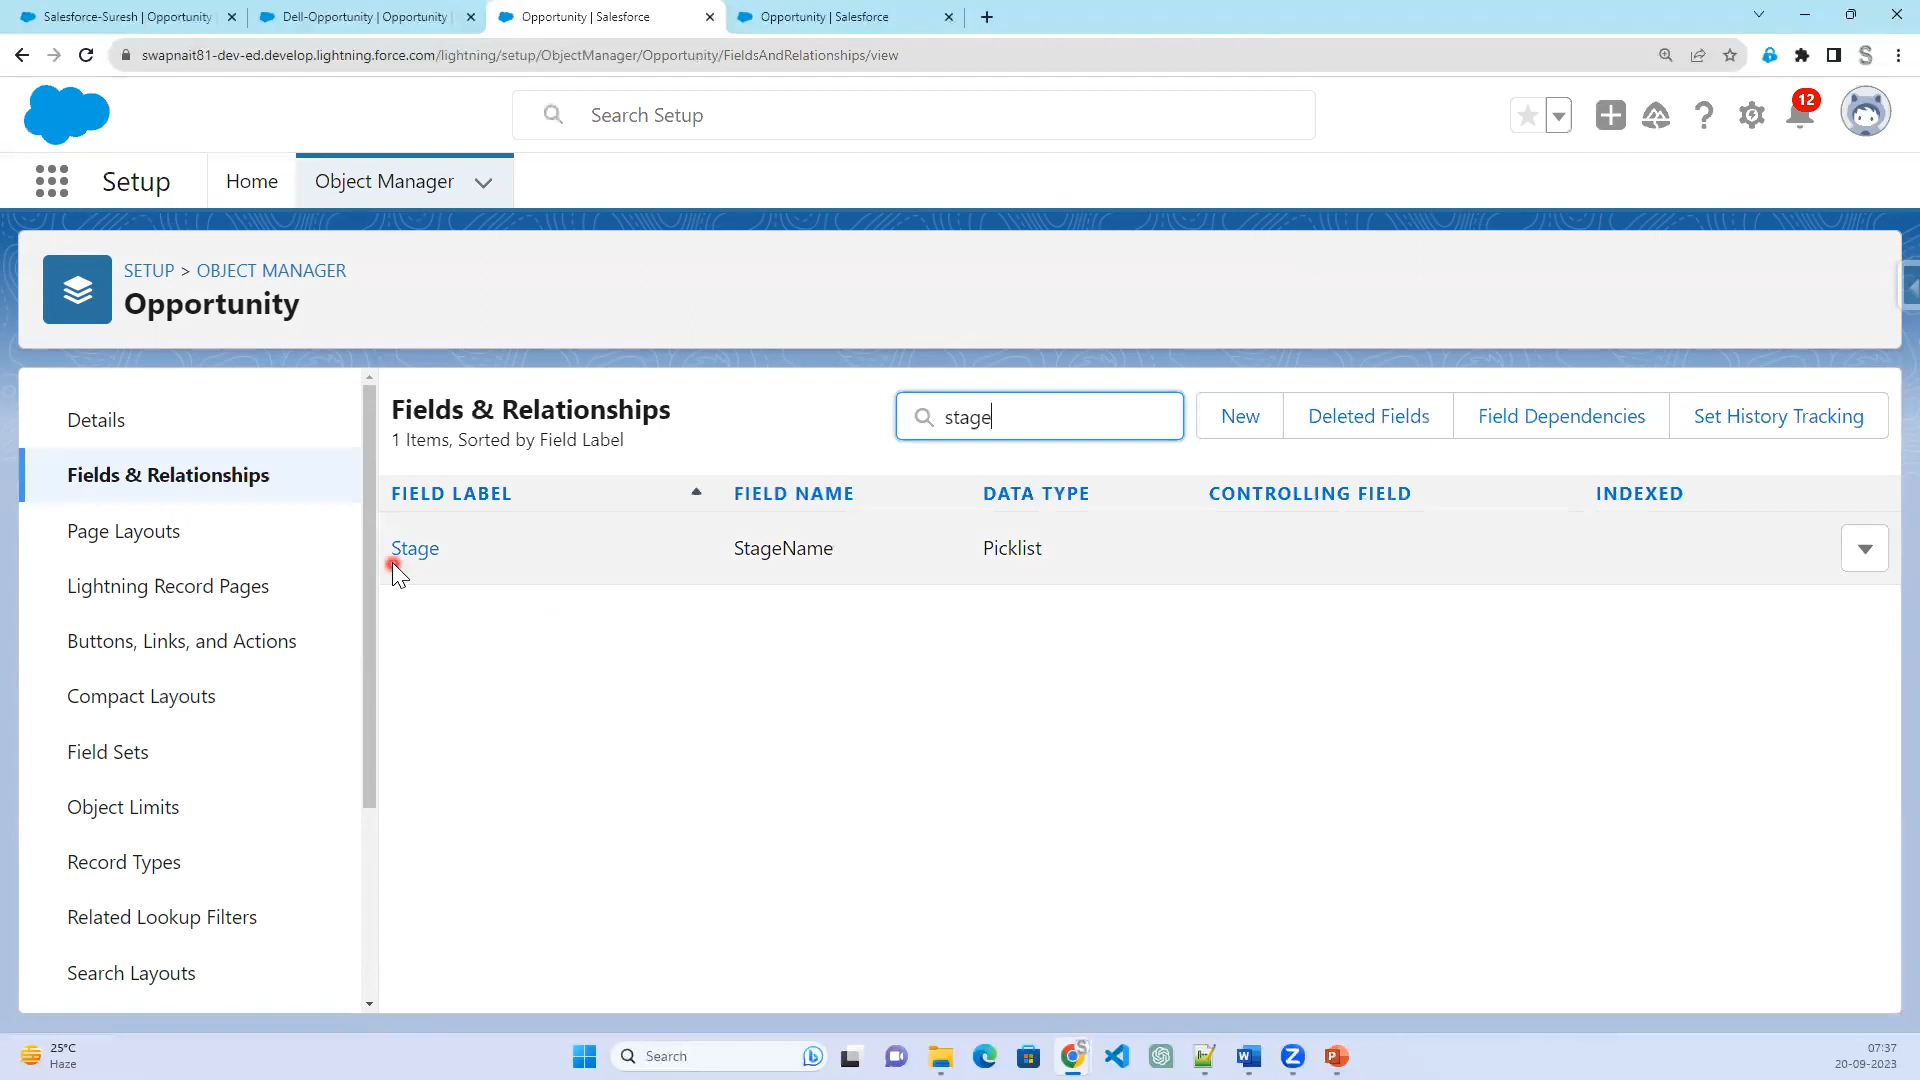 Salesforce-Suresh | Opportunity
Dell-Opportunity | Opportunity
Opportunity | Salesforce
Opportunity | Salesforce
swapnait81-dev-ed.develop.lightning.force.com/lightning/setup/ObjectManager/Opportunity/FieldsAndRelationships/view
Search Setup
12
Setup
Home
Object Manager
SETUP > OBJECT MANAGER
Opportunity
Details
Fields & Relationships
Page Layouts
Lightning Record Pages
Buttons, Links, and Actions
Compact Layouts
Field Sets
Object Limits
Record Types
Related Lookup Filters
Search Layouts
Fields & Relationships
1 Items, Sorted by Field Label
stage
New
Deleted Fields
Field Dependencies
Set History Tracking
FIELD LABEL
FIELD NAME
DATA TYPE
CONTROLLING FIELD
INDEXED
Stage
StageName
Picklist
25°C
Haze
Search
07:37
20-09-2023